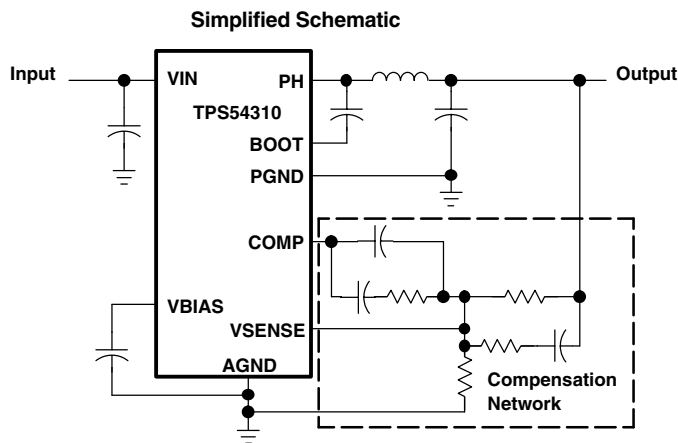 Simplified Schematic
Input
VIN
PH
Output
TPS54310
BOOT
PGND
COMP
VBIAS
VSENSE
AGND
Compensation
Network